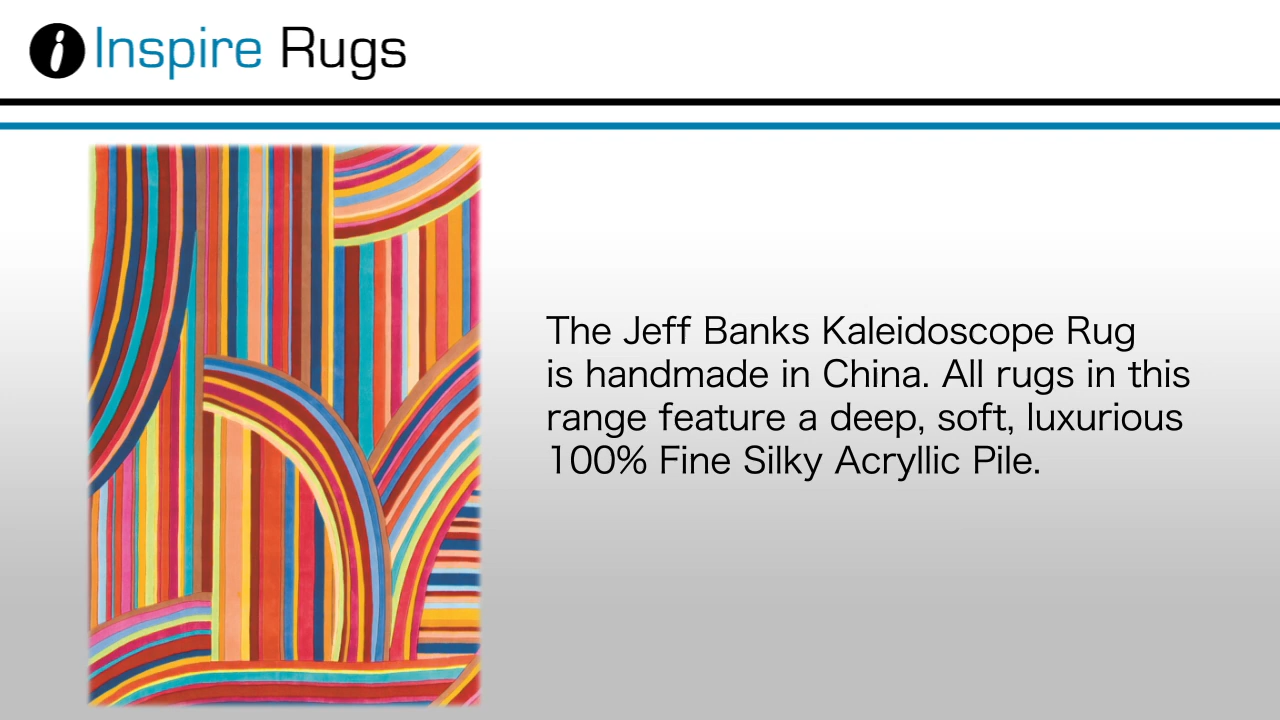 i Inspire Rugs
The Jeff Banks Kaleidoscope Rug
is handmade in China. All rugs in this
range feature a deep, soft, luxurious
100% Fine Silky Acryllic Pile.